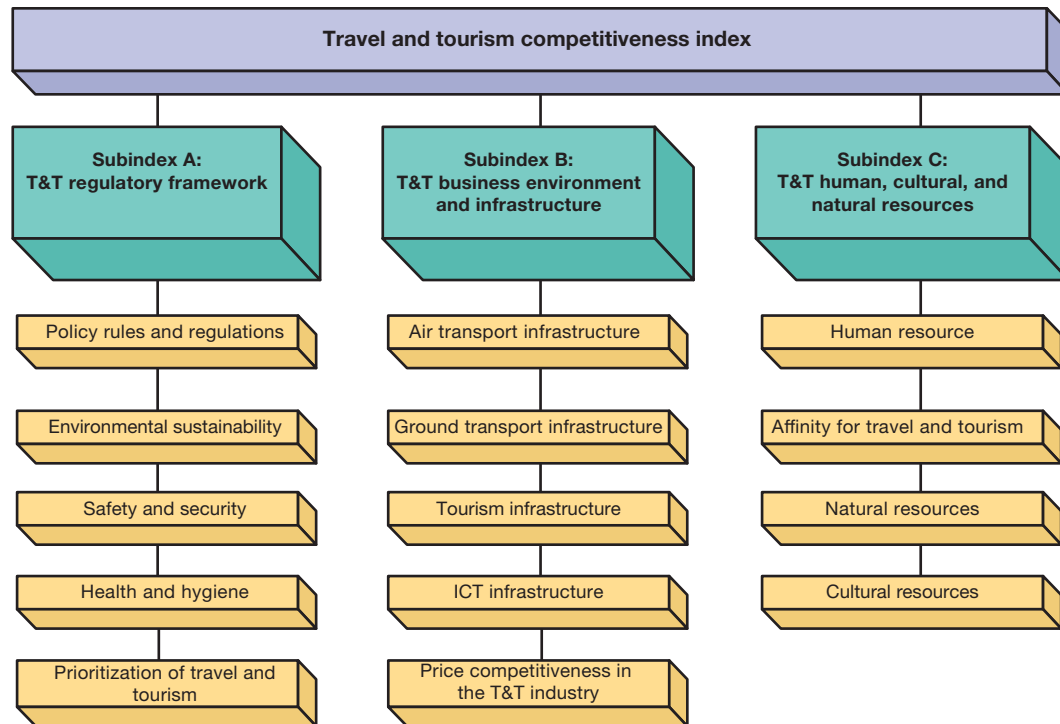 Travel and tourism competitiveness index
Subindex A:
T&T regulatory framework
Subindex B:
T&T business environment
and infrastructure
Subindex C:
T&T human, cultural, and
natural resources
Policy rules and regulations
Environmental sustainability
Safety and security
Health and hygiene
Prioritization of travel and
tourism
Air transport infrastructure
Ground transport infrastructure
Tourism infrastructure
ICT infrastructure
Price competitiveness in
the T&T industry
Human resource
Affinity for travel and tourism
Natural resources
Cultural resources